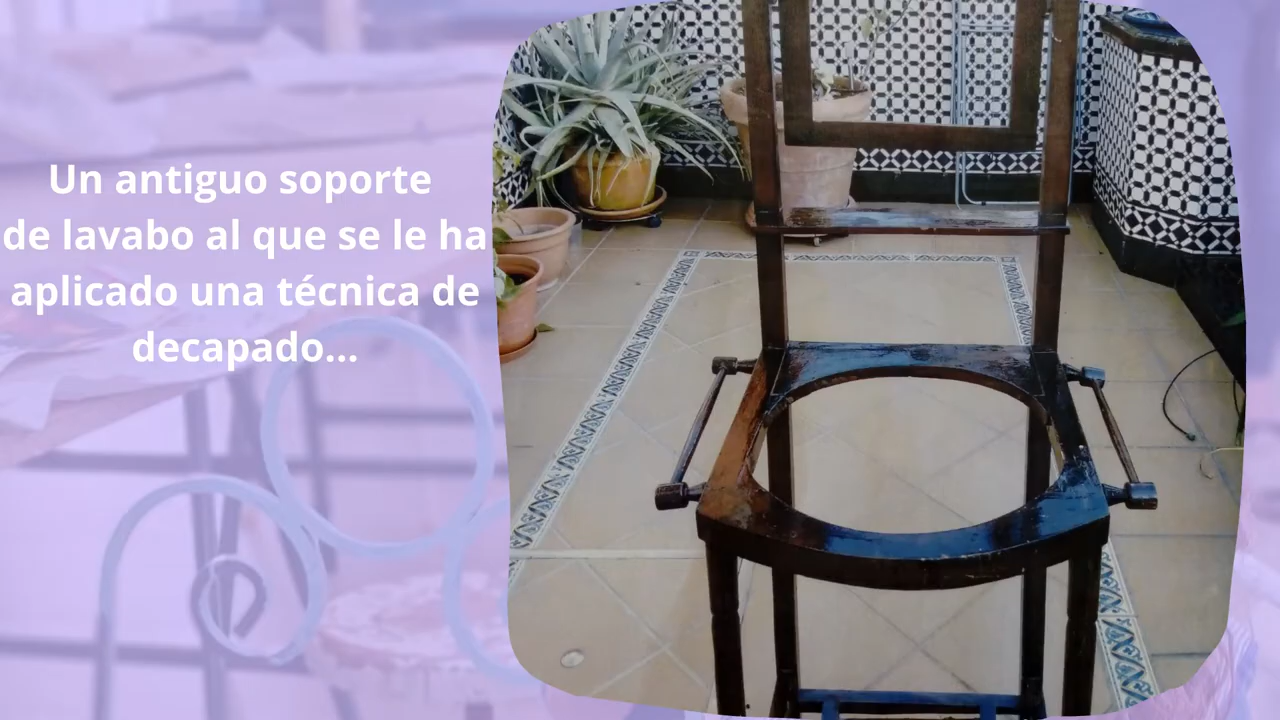 Un antiguo soporte
de lavabo al que se le ha
aplicado una técnica de
decapado...